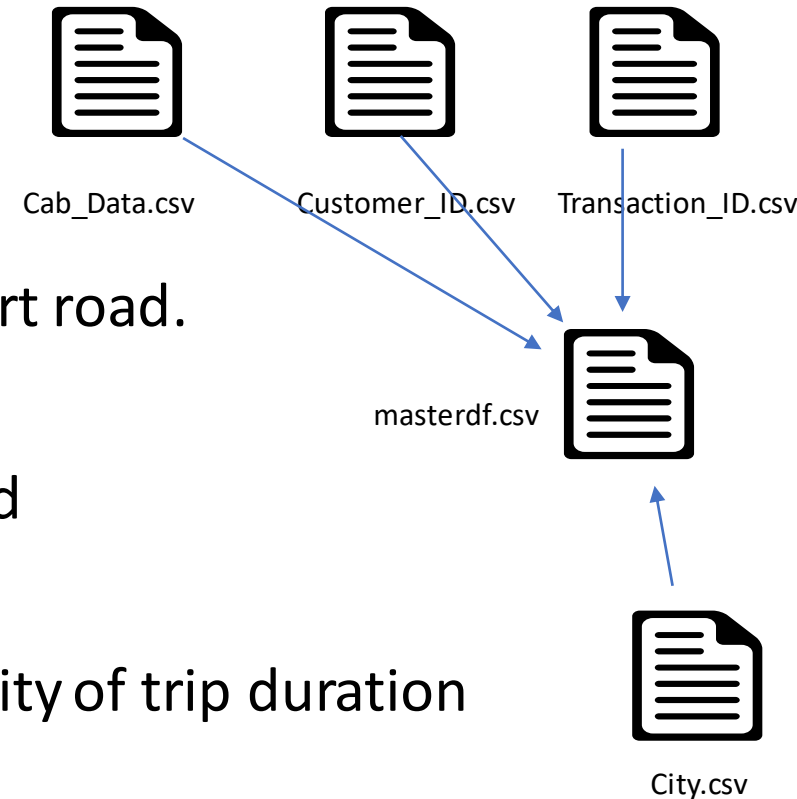 Cab_Data.csv Customer_ID.csv Transaction_ID.csv
rt road.
masterdf.csv
d
ity of trip duration
City.csv